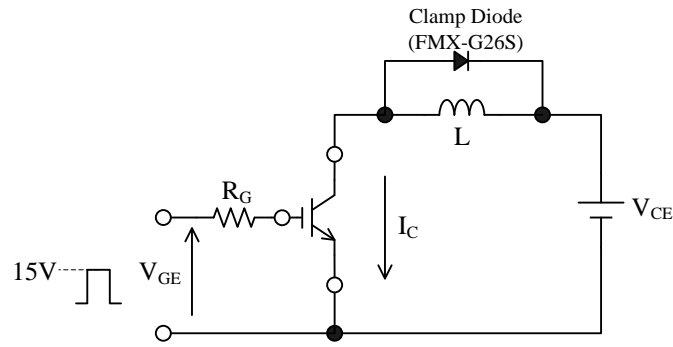 Clamp Diode
(FMX-G26S)
L
R_G
V_CE
I_C
15V
V_GE